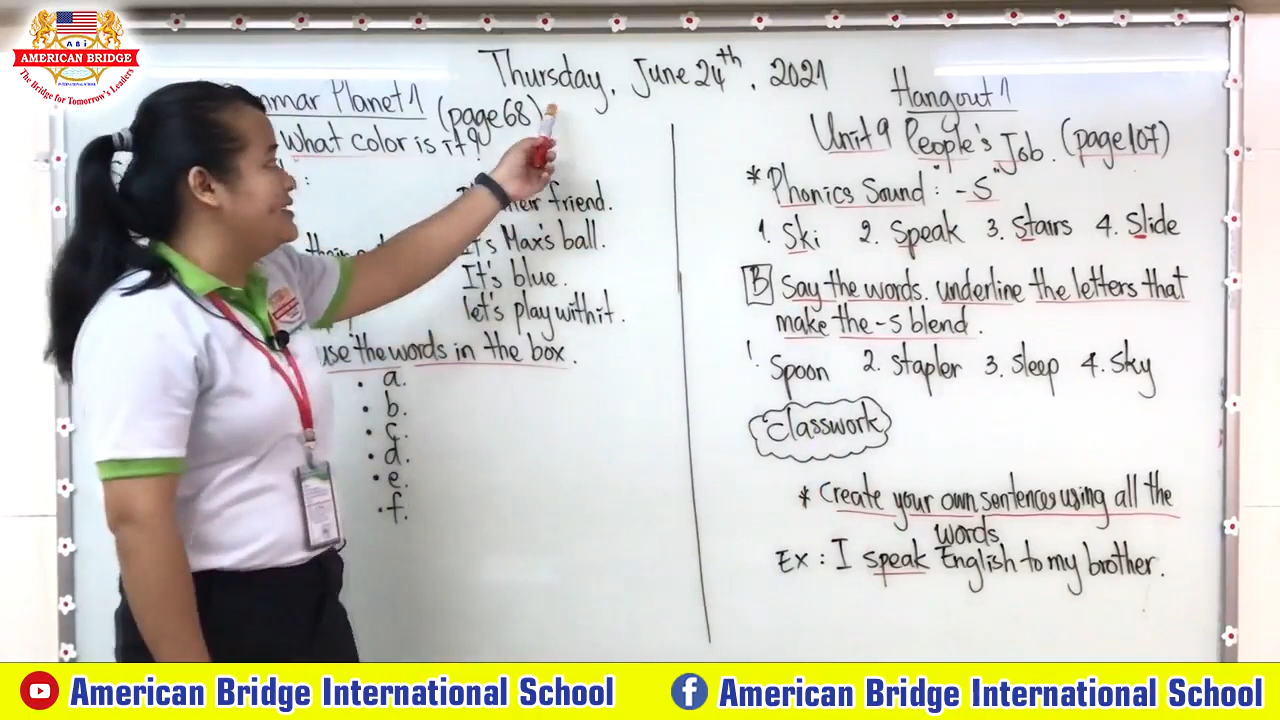 A B i
AMERICAN BRIDGE
INTERNATIONAL SCHOOL
The Bridge for Tomorrow's Leaders
Thursday, June 24th, 2021
Planet 1 (page 68)
What color is it?
friend.
It's Max's ball.
It's blue.
let's play with it.
use the words in the box.
• a.
• b.
• c.
• d.
• e.
• f.
Hangout 1
Unit 9 People's Job. (page 107)
* Phonics Sound : "-S"
1. Ski 2. Speak 3. Stairs 4. Slide
B Say the words. underline the letters that
make the -s blend.
1. Spoon 2. Stapler 3. Sleep 4. Sky
Classwork
* Create your own sentences using all the
words.
Ex : I speak English to my brother.
American Bridge International School
American Bridge International School